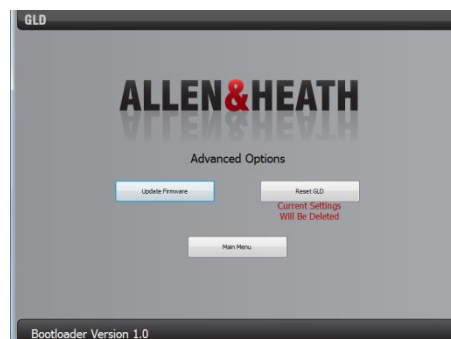 GLD
ALLEN&HEATH
Advanced Options
Update Firmware
Reset GLD
Current Settings
Will Be Deleted
Main Menu
Bootloader Version 1.0